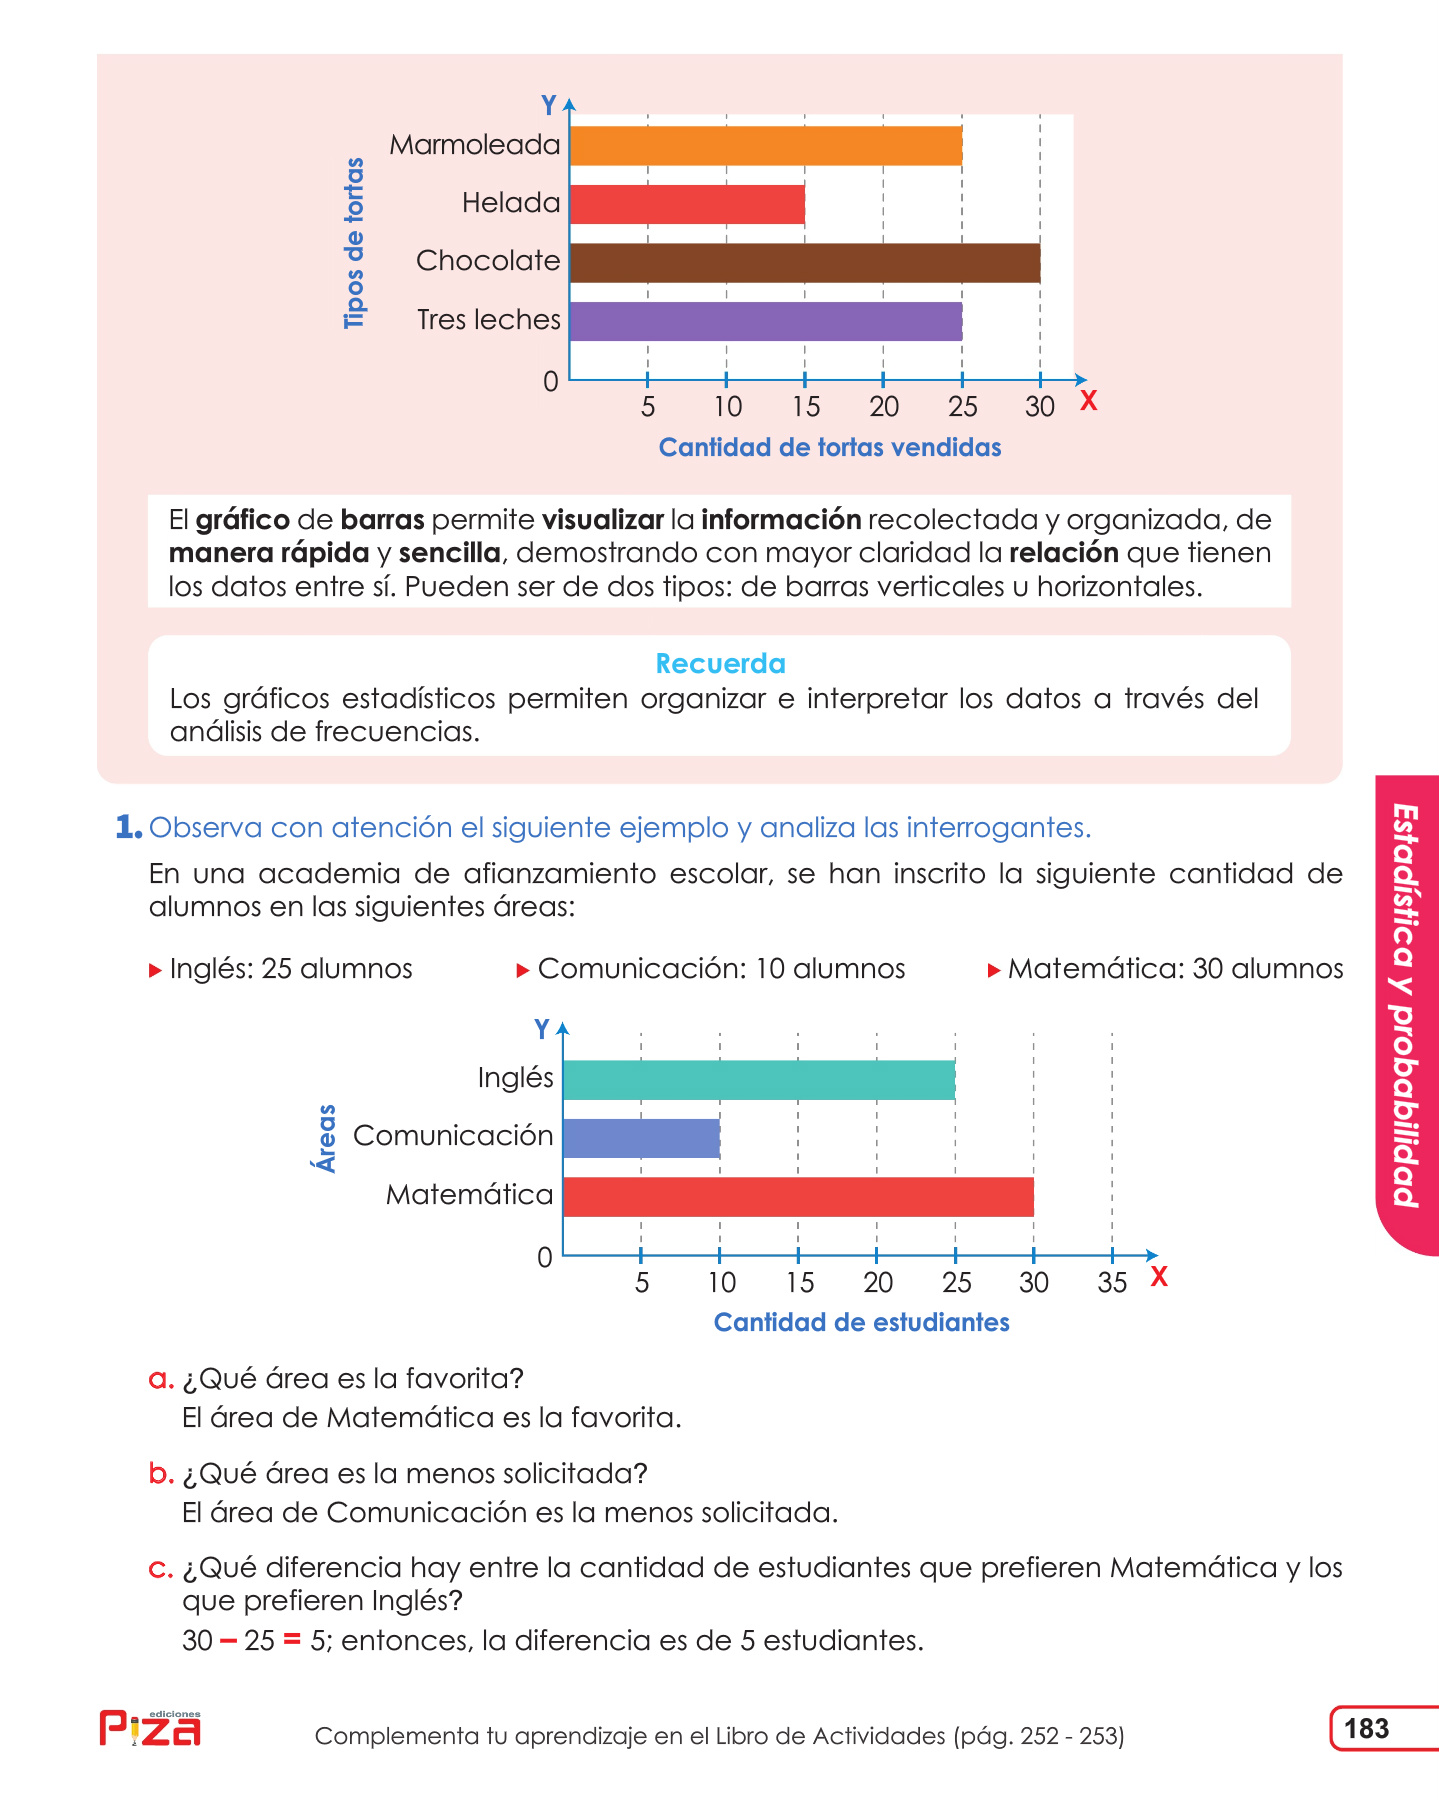 Y
Marmoleada
Helada
Chocolate
Tres leches
Tipos de tortas
0
5 10 15 20 25 30 X
Cantidad de tortas vendidas
El gráfico de barras permite visualizar la información recolectada y organizada, de
manera rápida y sencilla, demostrando con mayor claridad la relación que tienen
los datos entre sí. Pueden ser de dos tipos: de barras verticales u horizontales.
Recuerda
Los gráficos estadísticos permiten organizar e interpretar los datos a través del
análisis de frecuencias.
1. Observa con atención el siguiente ejemplo y analiza las interrogantes.
En una academia de afianzamiento escolar, se han inscrito la siguiente cantidad de
alumnos en las siguientes áreas:
Inglés: 25 alumnos Comunicación: 10 alumnos Matemática: 30 alumnos
Y
Inglés
Comunicación
Matemática
Áreas
0
5 10 15 20 25 30 35 X
Cantidad de estudiantes
a. ¿Qué área es la favorita?
El área de Matemática es la favorita.
b. ¿Qué área es la menos solicitada?
El área de Comunicación es la menos solicitada.
c. ¿Qué diferencia hay entre la cantidad de estudiantes que prefieren Matemática y los
que prefieren Inglés?
30 – 25 = 5; entonces, la diferencia es de 5 estudiantes.
Estadística y probabilidad
ediciones
Piza
Complementa tu aprendizaje en el Libro de Actividades (pág. 252 - 253)
183